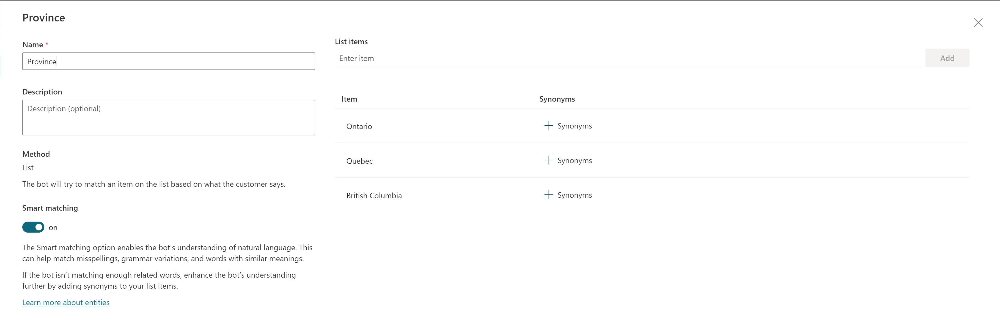 Province
Name *
Province
Description
Description (optional)
Method
List
The bot will try to match an item on the list based on what the customer says.
Smart matching
on
The Smart matching option enables the bot’s understanding of natural language. This
can help match misspellings, grammar variations, and words with similar meanings.
If the bot isn’t matching enough related words, enhance the bot’s understanding
further by adding synonyms to your list items.
Learn more about entities
List items
Enter item
Add
Item Synonyms
Ontario Synonyms
Quebec Synonyms
British Columbia Synonyms